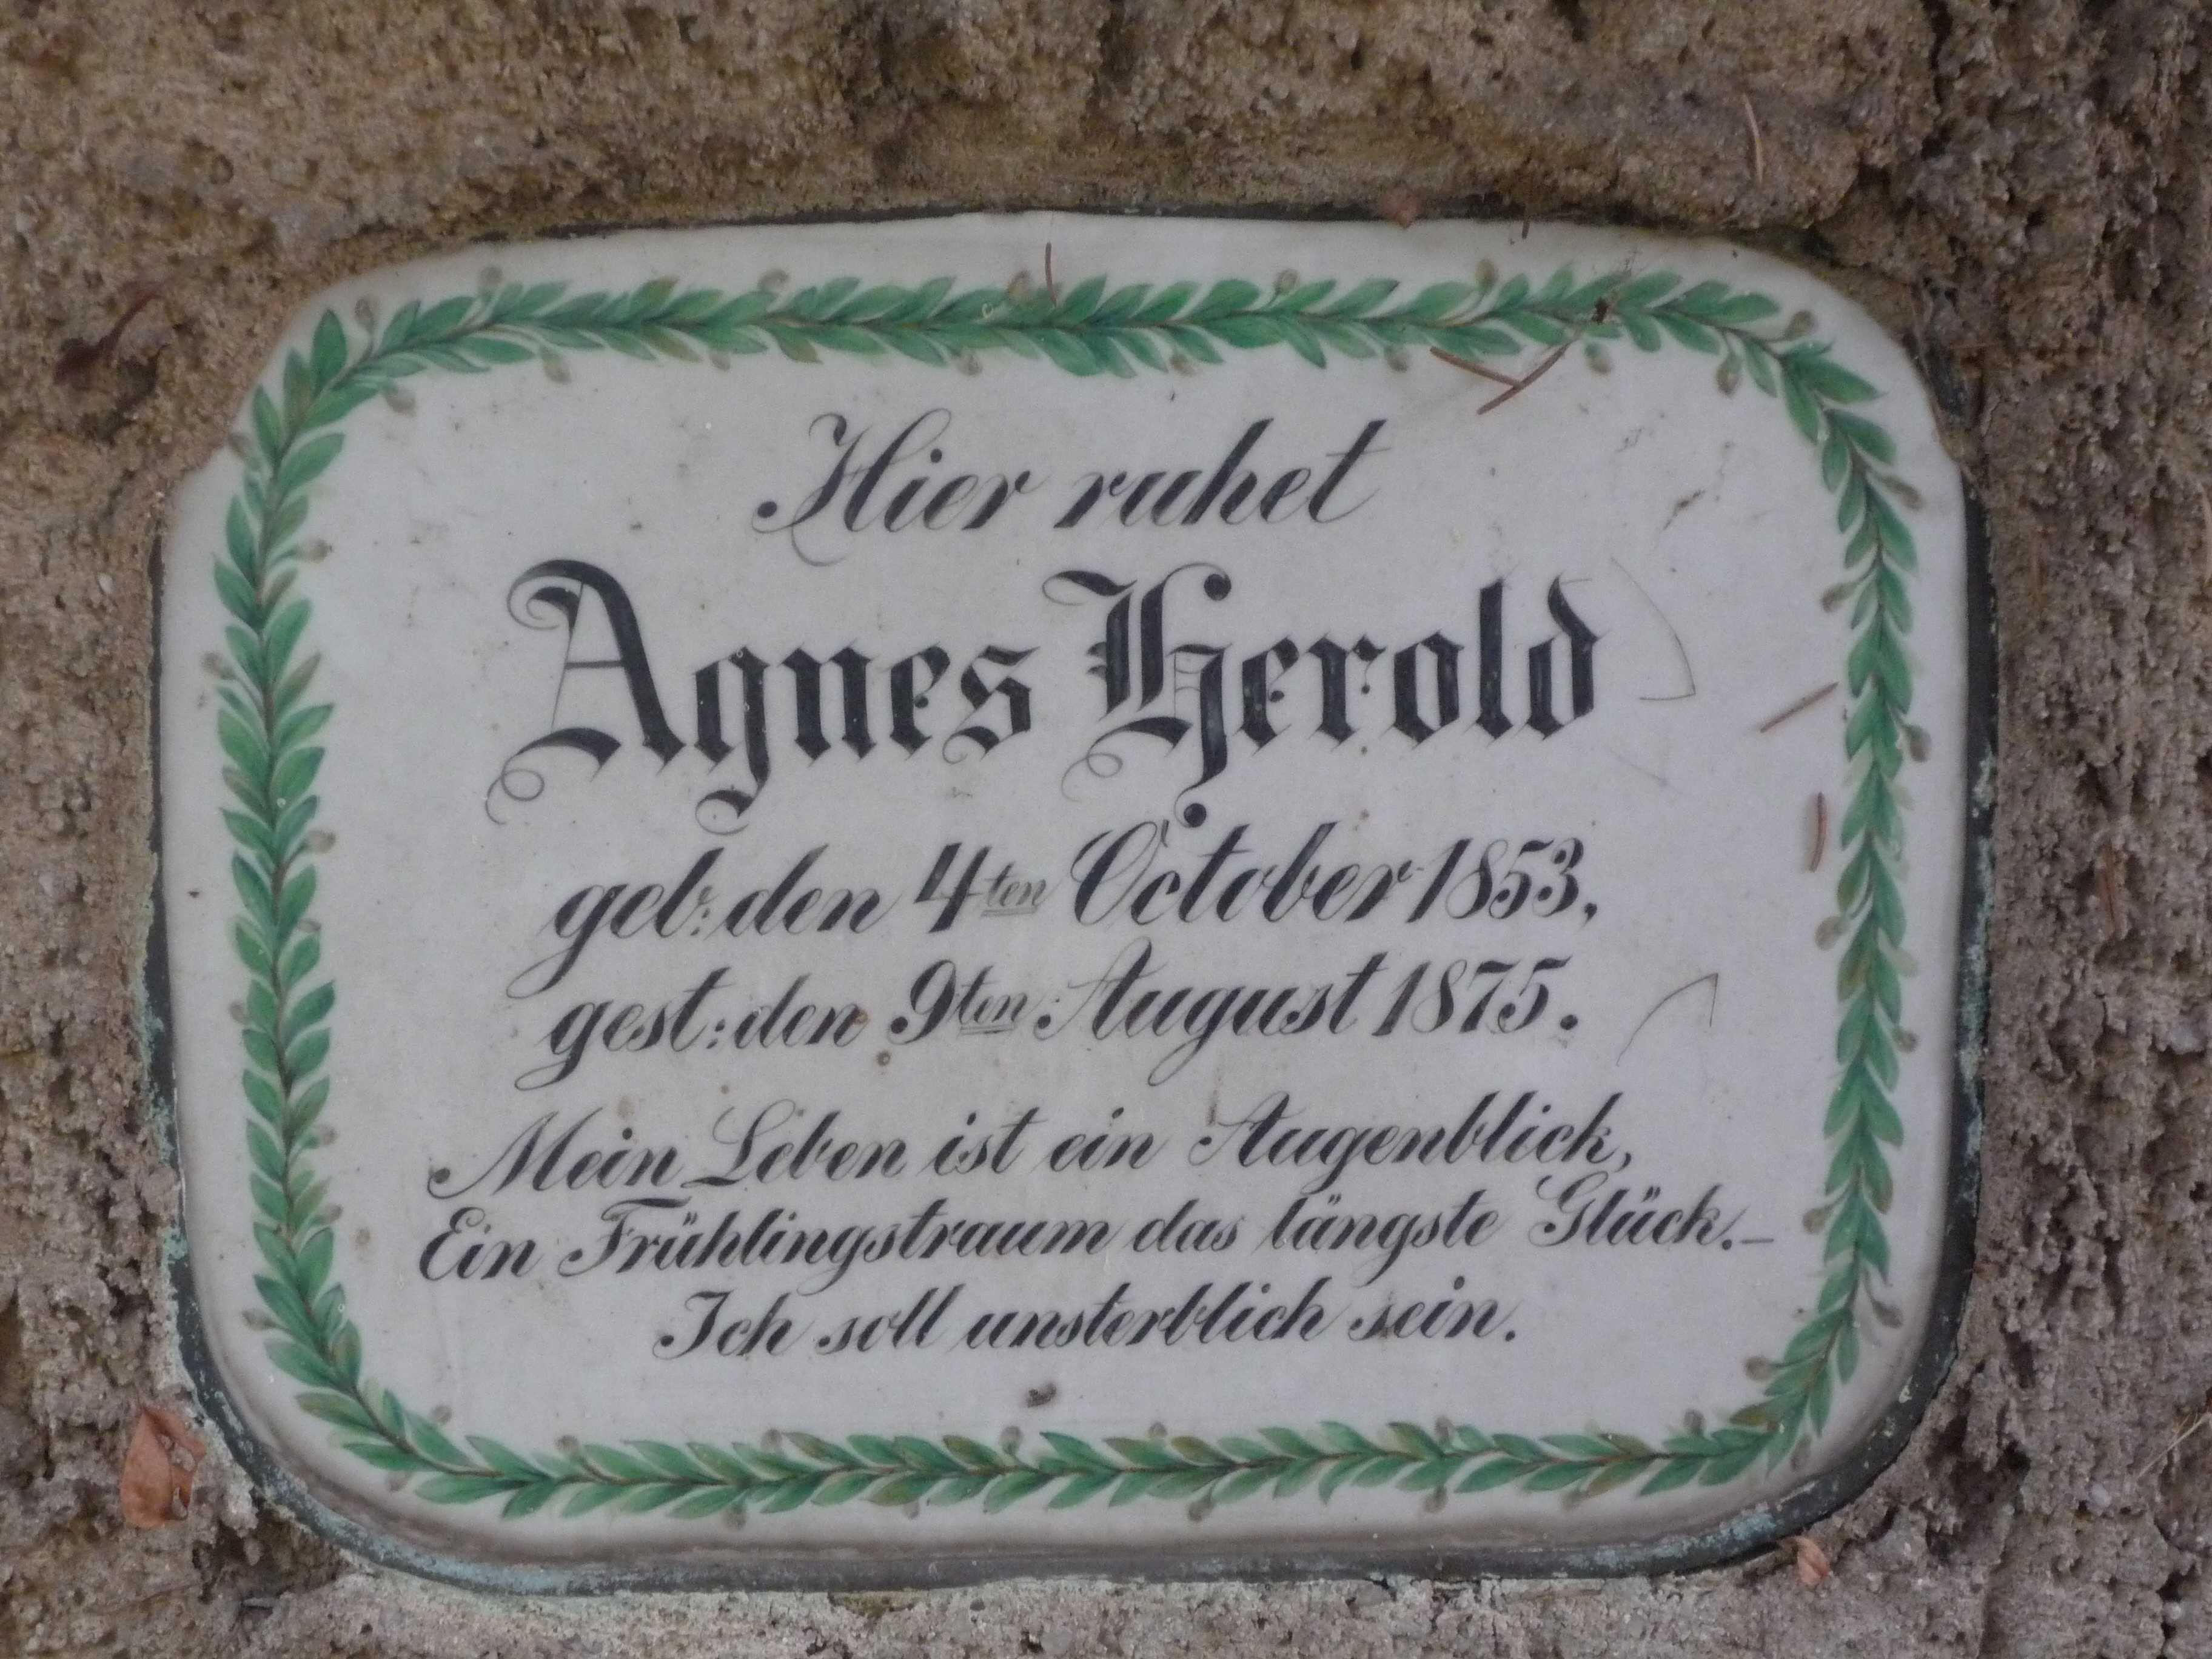 Hier ruhet
Agnes Herold
geb: den 4ten October 1853,
gest: den 9ten August 1875.
Mein Leben ist ein Augenblick,
Ein Frühlingstraum das längste Glück.–
Ich soll unsterblich sein.